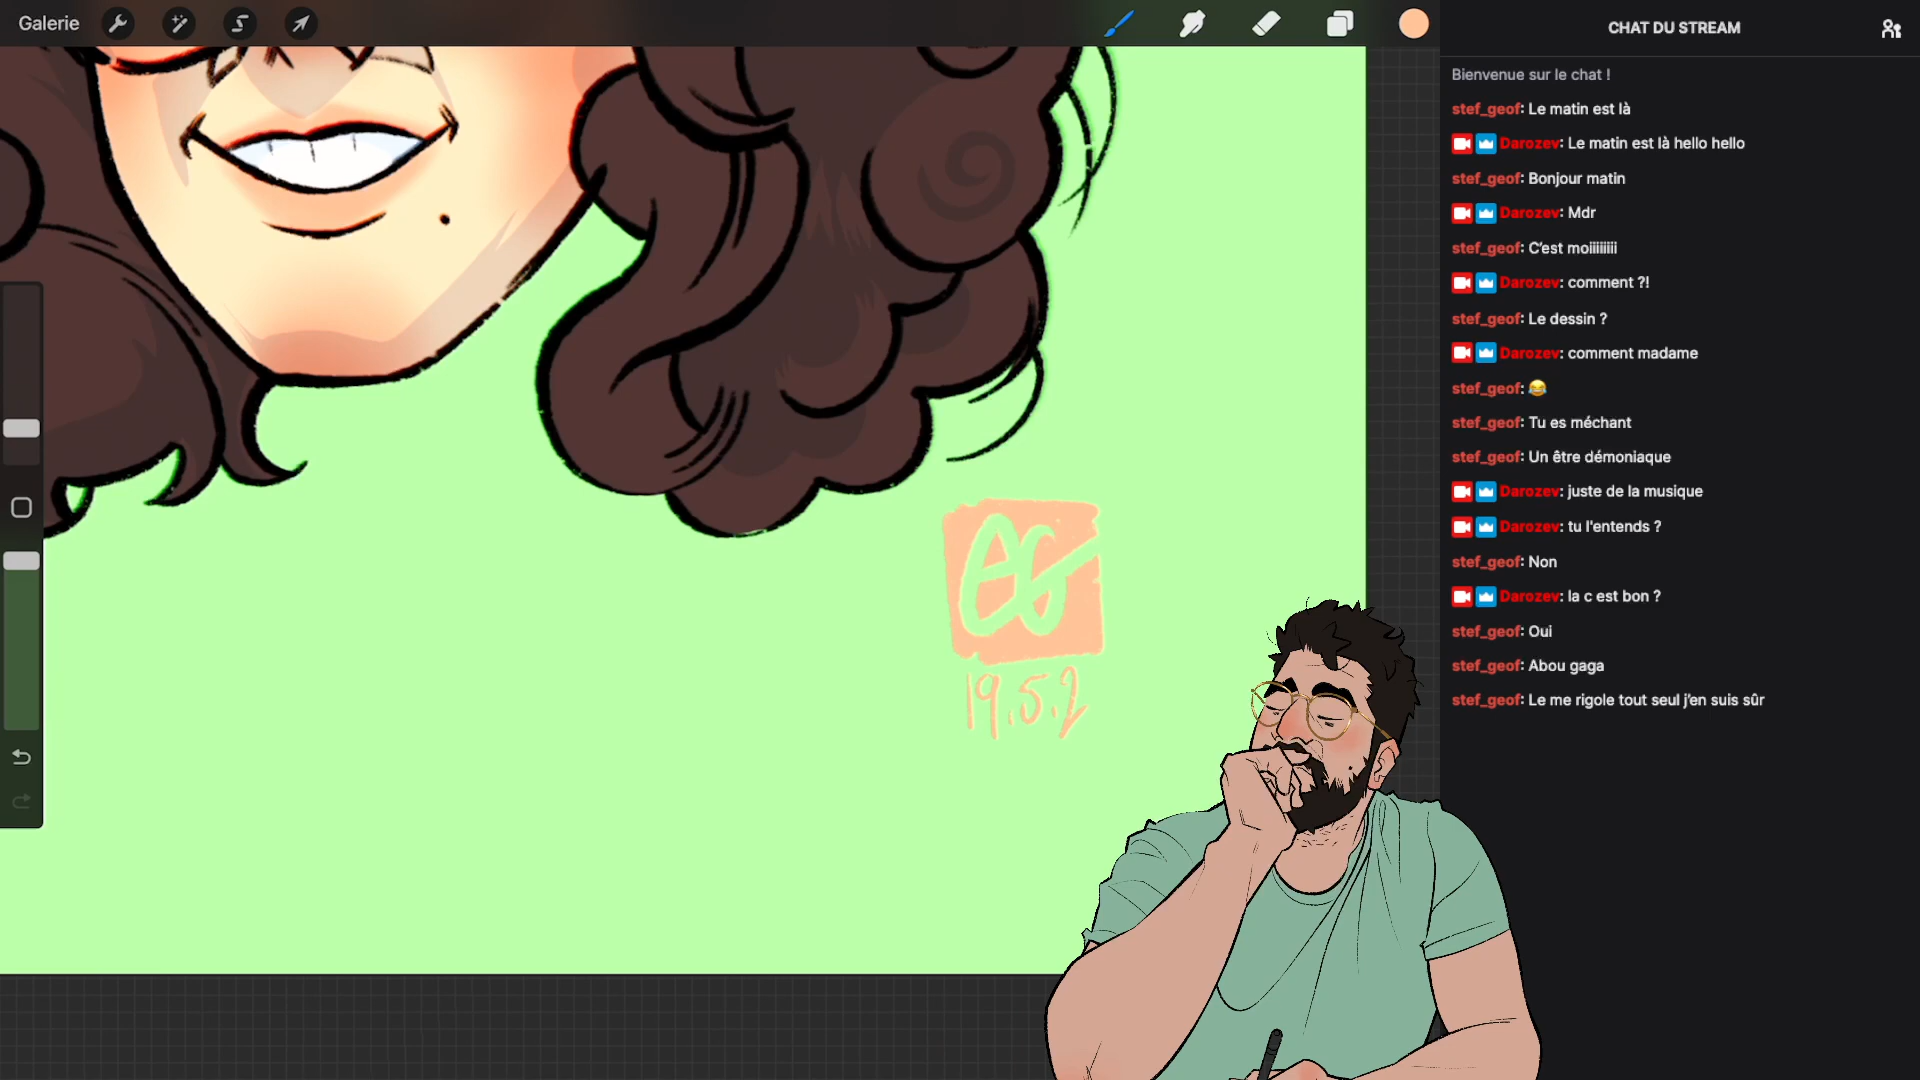 Galerie
CHAT DU STREAM
Bienvenue sur le chat !
stef_geof: Le matin est là
Darozev: Le matin est là hello hello
stef_geof: Bonjour matin
Darozev: Mdr
stef_geof: C'est moiiiiiiiii
Darozev: comment ?!
stef_geof: Le dessin ?
Darozev: comment madame
stef_geof: 😂
stef_geof: Tu es méchant
stef_geof: Un être démoniaque
Darozev: juste de la musique
Darozev: tu l'entends ?
stef_geof: Non
Darozev: la c est bon ?
stef_geof: Oui
stef_geof: Abou gaga
stef_geof: Le me rigole tout seul j'en suis sûr
EG
19.5.2